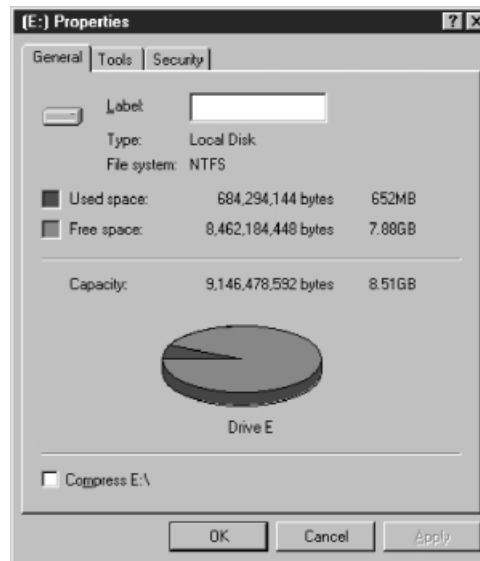 (E:) Properties
General Tools Security
Label:
Type: Local Disk
File system: NTFS
Used space: 684,294,144 bytes 652MB
Free space: 8,462,184,448 bytes 7.88GB
Capacity: 9,146,478,592 bytes 8.51GB
Drive E
Compress E:\
OK Cancel Apply